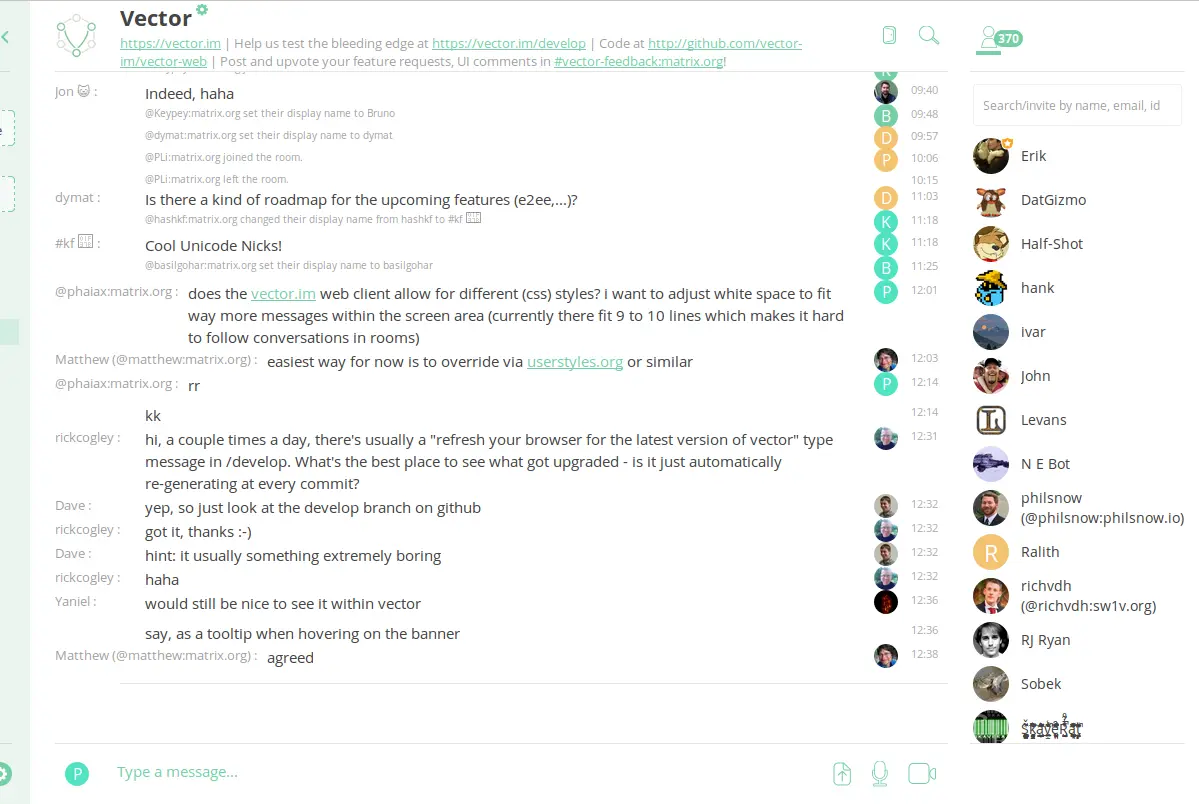 Vector
https://vector.im | Help us test the bleeding edge at https://vector.im/develop | Code at http://github.com/vector-
im/vector-web | Post and upvote your feature requests, UI comments in #vector-feedback:matrix.org!
370
Jon 😺 :
Indeed, haha
09:40
@Keypey:matrix.org set their display name to Bruno
B
09:48
@dymat:matrix.org set their display name to dymat
D
09:57
@PLi:matrix.org joined the room.
P
10:06
@PLi:matrix.org left the room.
10:15
dymat :
Is there a kind of roadmap for the upcoming features (e2ee,...)?
D
11:03
@hashkf:matrix.org changed their display name from hashkf to #kf
K
11:18
#kf :
Cool Unicode Nicks!
K
11:18
@basilgohar:matrix.org set their display name to basilgohar
B
11:25
@phaiax:matrix.org :
does the vector.im web client allow for different (css) styles? i want to adjust white space to fit
P
12:01
way more messages within the screen area (currently there fit 9 to 10 lines which makes it hard
to follow conversations in rooms)
Matthew (@matthew:matrix.org) :
easiest way for now is to override via userstyles.org or similar
12:03
@phaiax:matrix.org :
rr
P
12:14
kk
12:14
rickcogley :
hi, a couple times a day, there's usually a "refresh your browser for the latest version of vector" type
12:31
message in /develop. What's the best place to see what got upgraded - is it just automatically
re-generating at every commit?
Dave :
yep, so just look at the develop branch on github
12:32
rickcogley :
got it, thanks :-)
12:32
Dave :
hint: it usually something extremely boring
12:32
rickcogley :
haha
12:32
Yaniel :
would still be nice to see it within vector
12:36
say, as a tooltip when hovering on the banner
12:36
Matthew (@matthew:matrix.org) :
agreed
12:38
P
Type a message...
Search/invite by name, email, id
Erik
DatGizmo
Half-Shot
hank
ivar
John
Levans
N E Bot
philsnow
(@philsnow:philsnow.io)
R
Ralith
richvdh
(@richvdh:sw1v.org)
RJ Ryan
Sobek